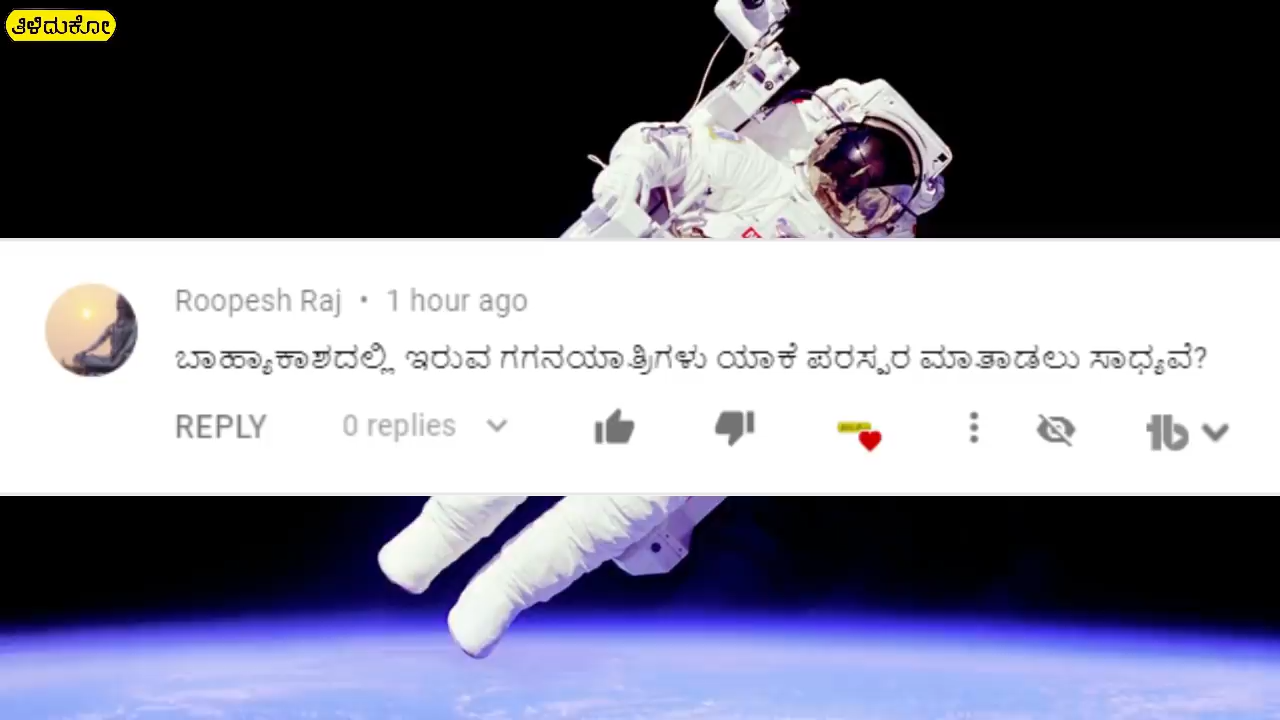 ತಿಳಿದುಕೋ
Roopesh Raj • 1 hour ago
ಬಾಹ್ಯಾಕಾಶದಲ್ಲಿ ಇರುವ ಗಗನಯಾತ್ರಿಗಳು ಯಾಕೆ ಪರಸ್ಪರ ಮಾತಾಡಲು ಸಾಧ್ಯವೆ?
REPLY 0 replies